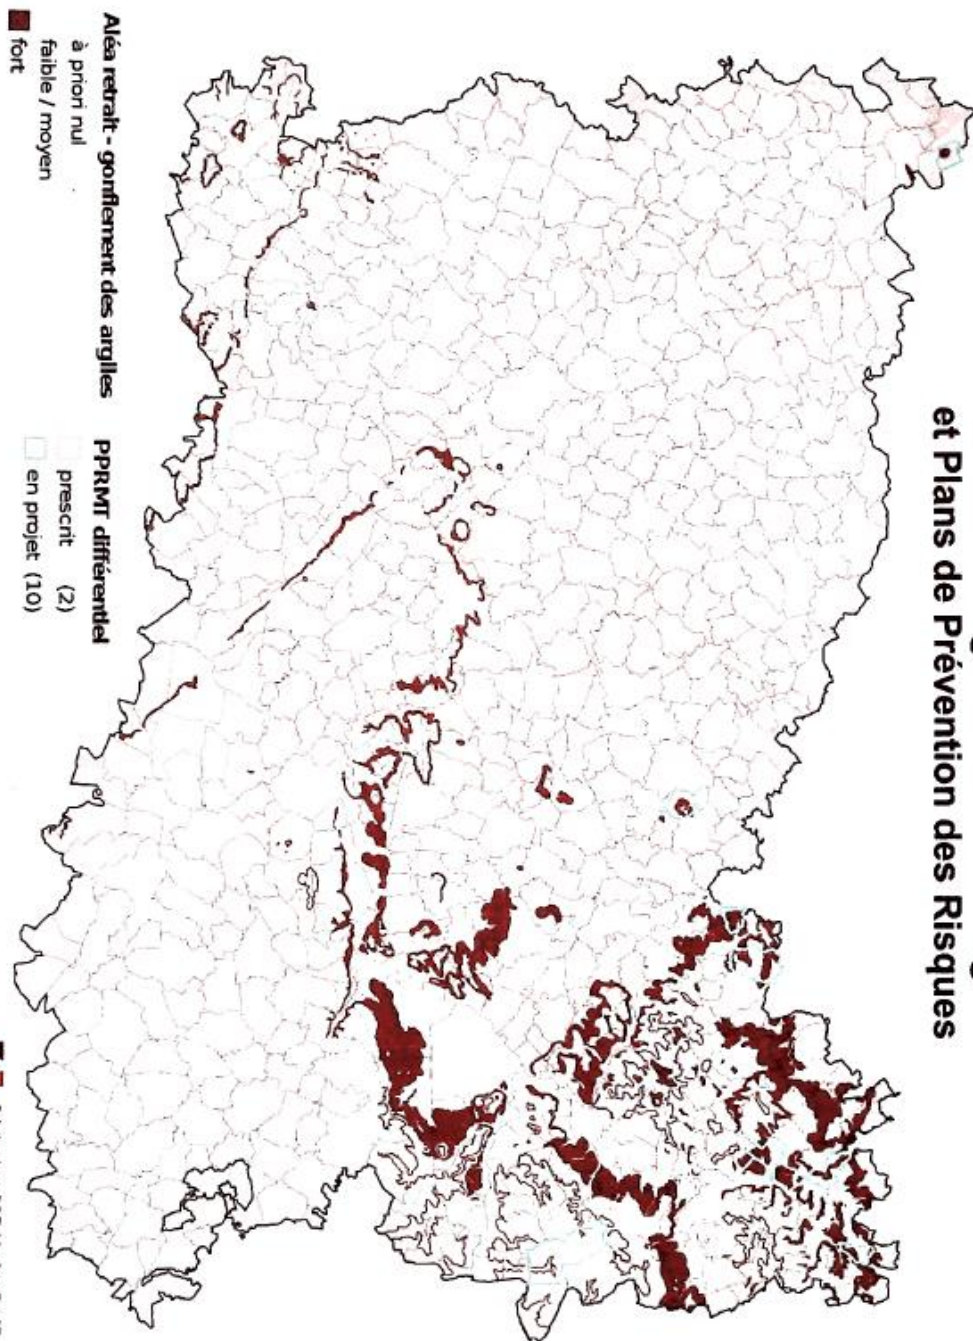 et Plans de Prévention des Risques
Aléa retrait - gonflement des argiles
à priori nul
faible / moyen
fort
PPRMT différentiel
prescrit (2)
en projet (10)